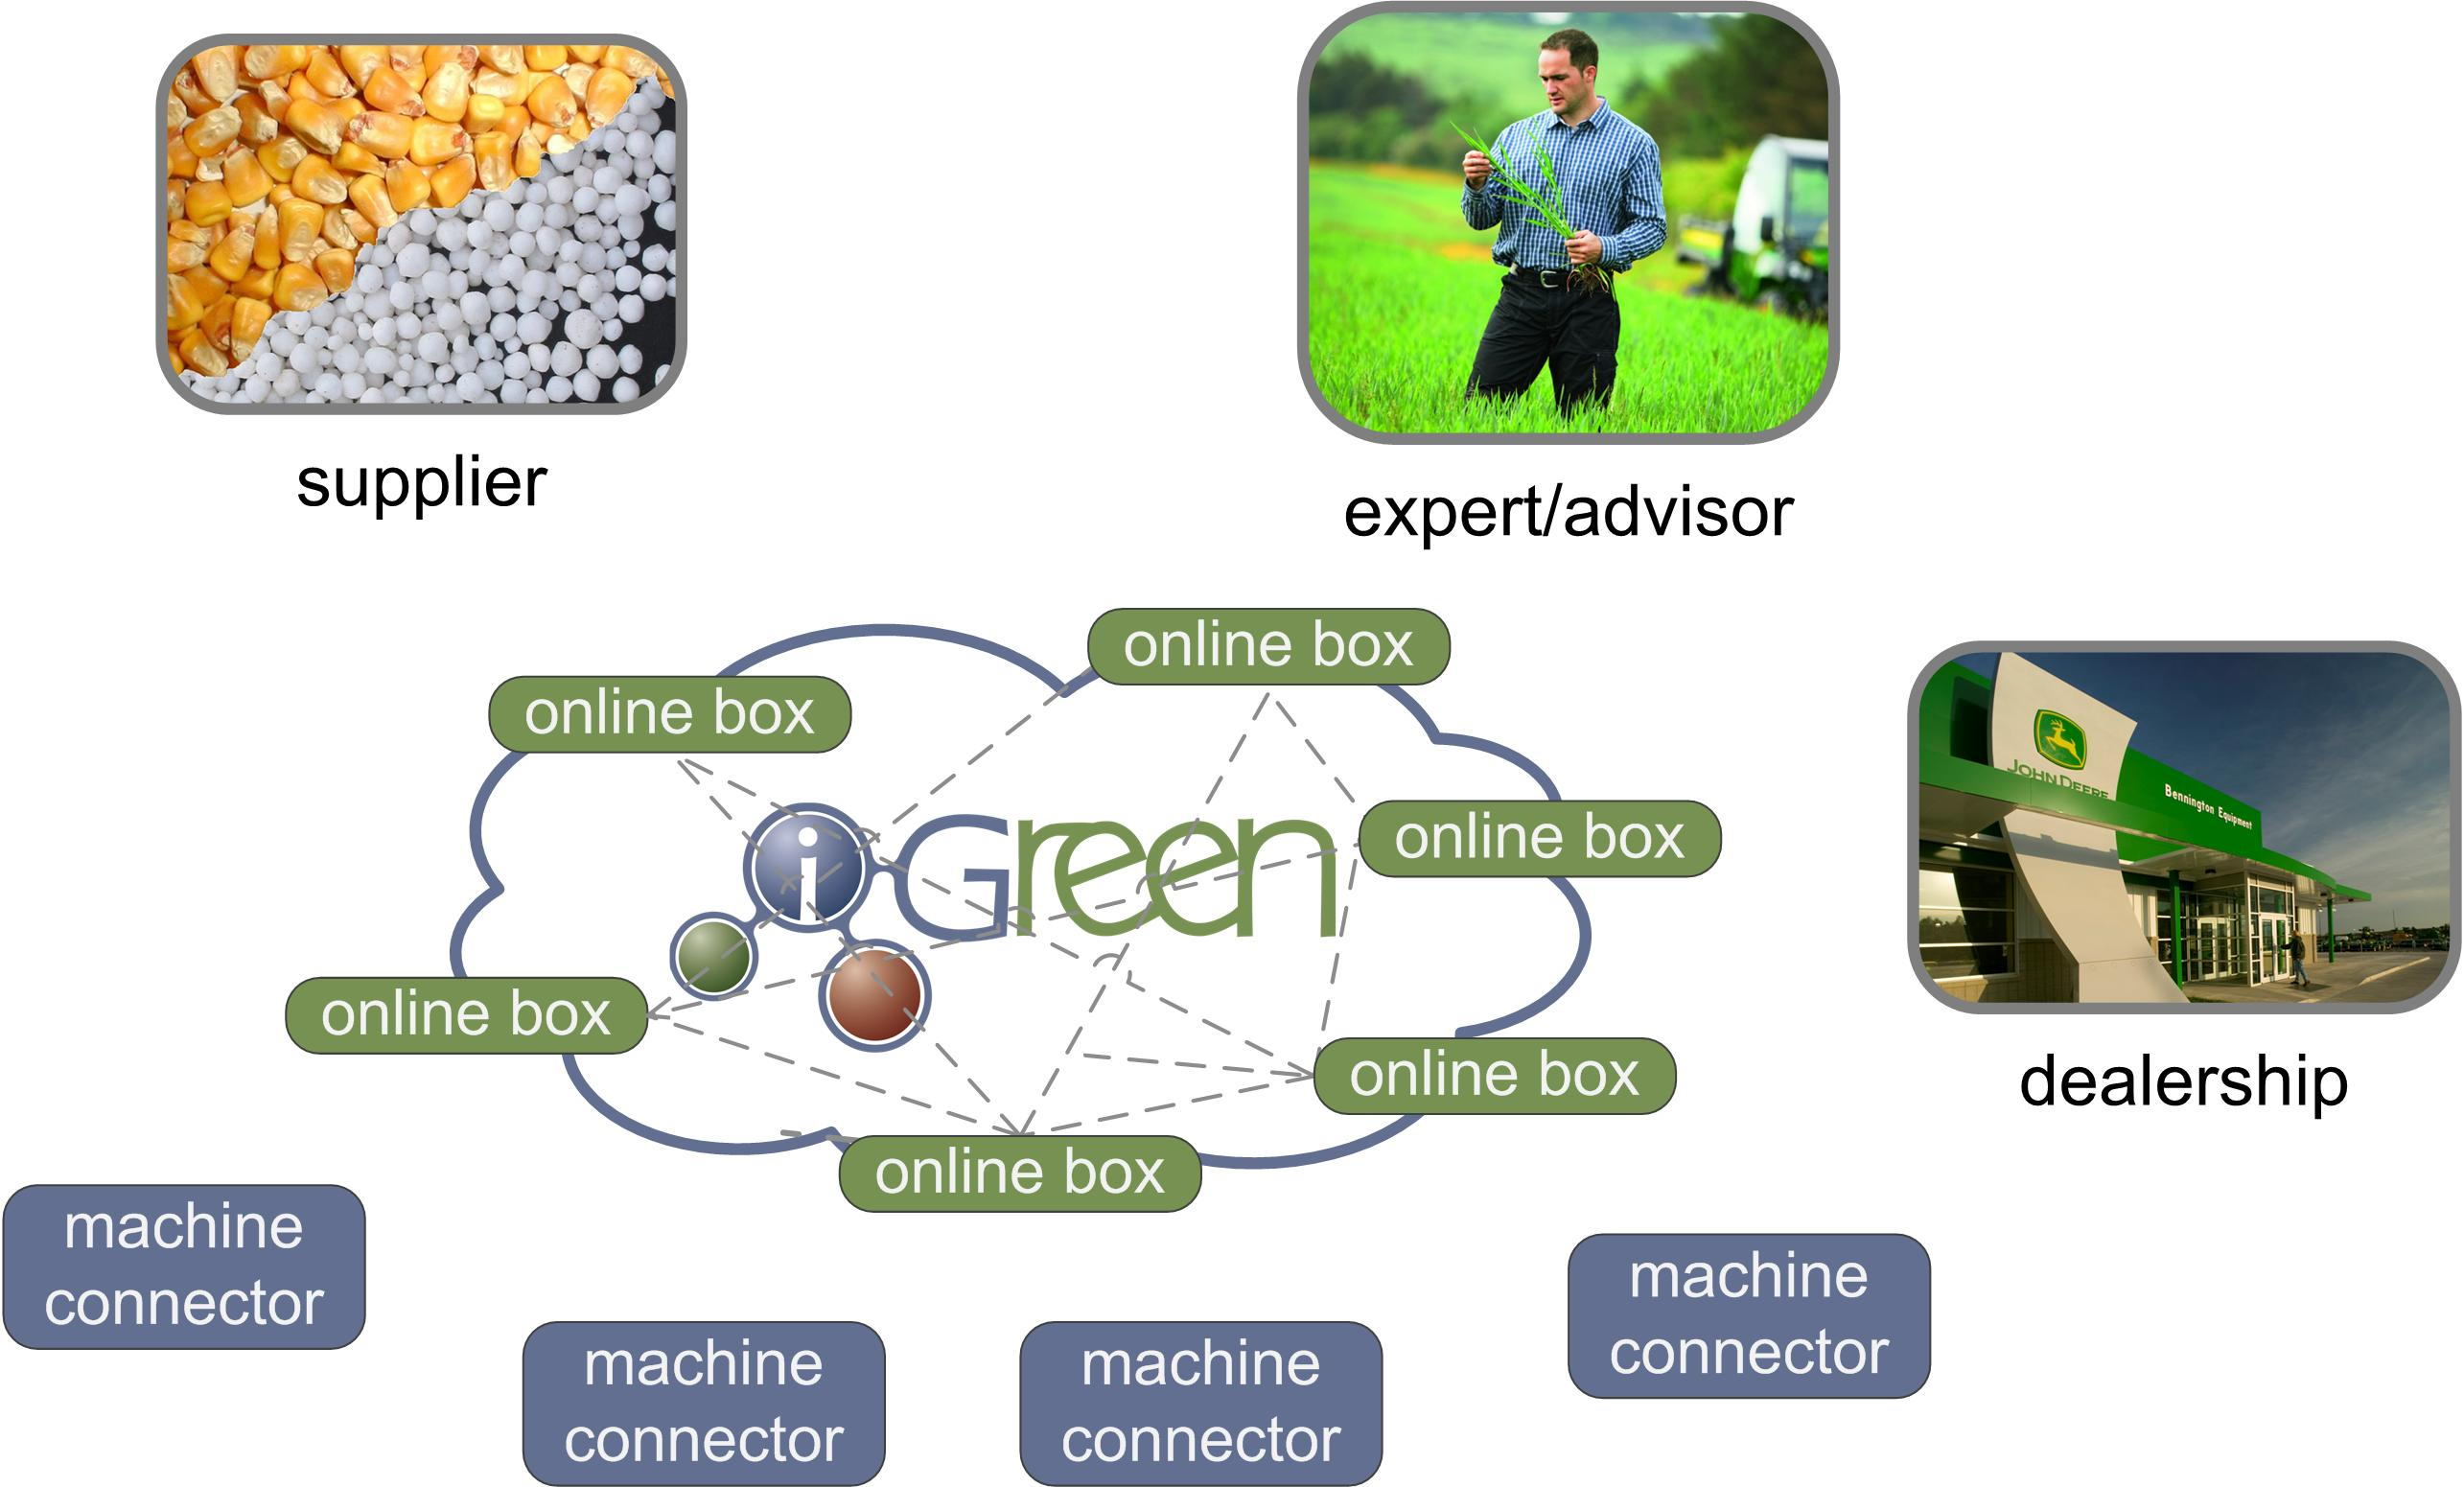 supplier
expert/advisor
online box
online box
iGreen
online box
JOHN DEERE
Bennington Equipment
online box
online box
dealership
online box
machine
connector
machine
connector
machine
connector
machine
connector